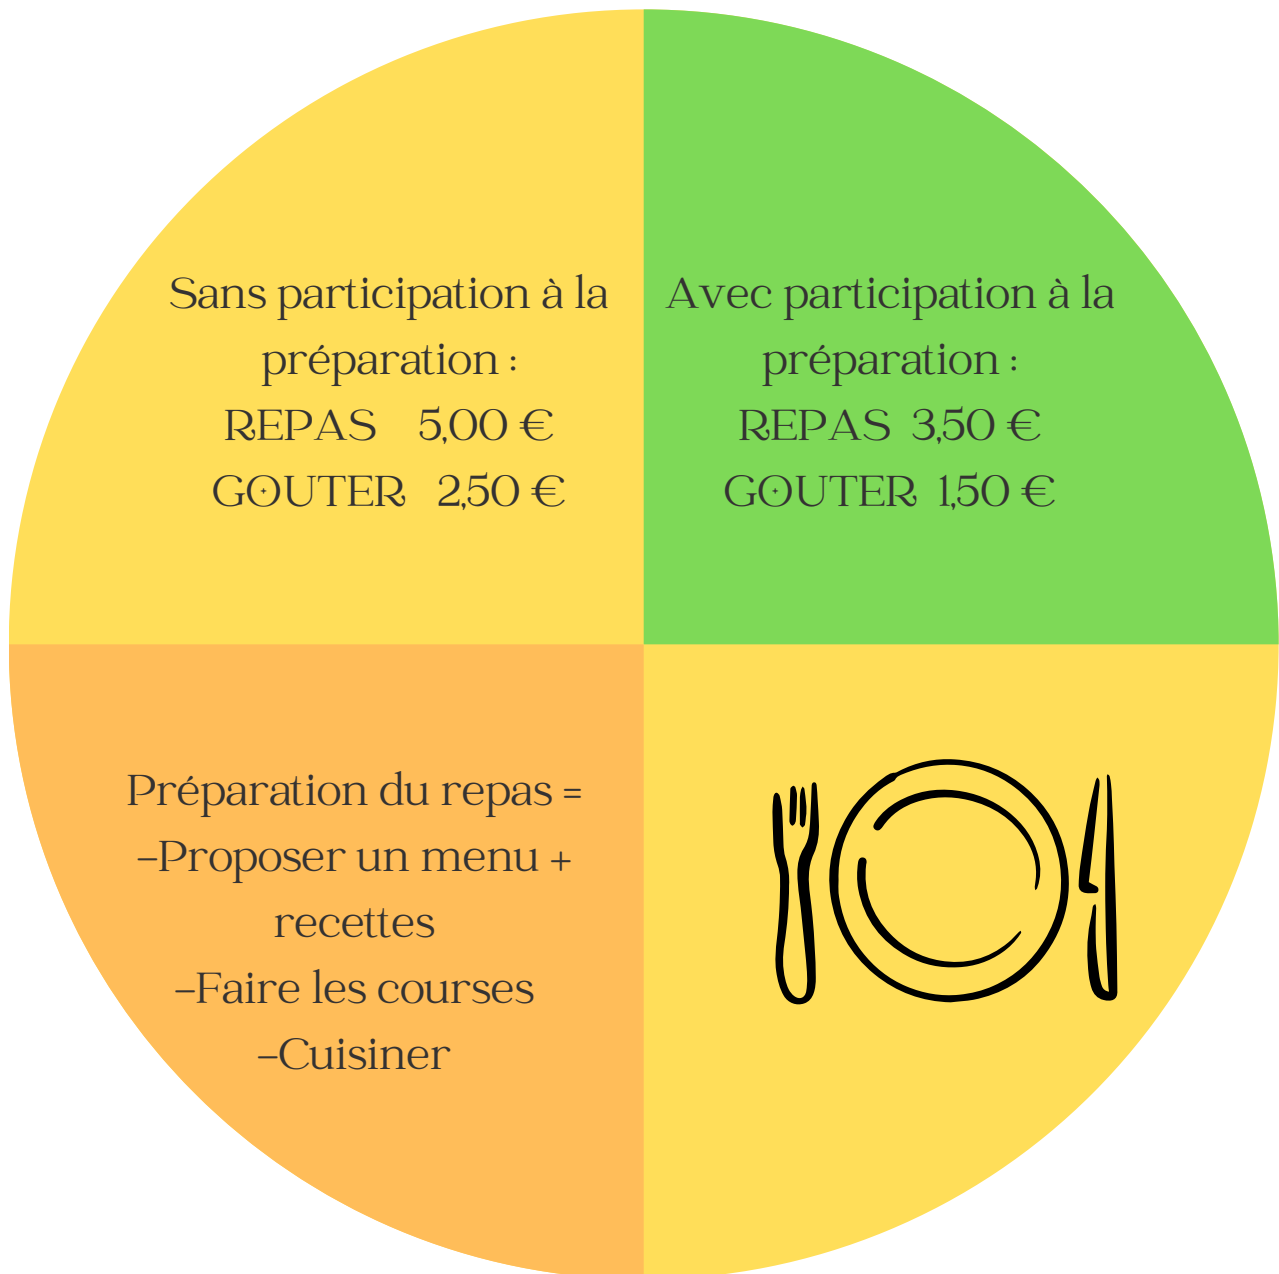 Sans participation à la
préparation :
REPAS 5,00 €
GOUTER 2,50 €
Avec participation à la
préparation :
REPAS 3,50 €
GOUTER 1,50 €
Préparation du repas =
-Proposer un menu +
recettes
-Faire les courses
-Cuisiner